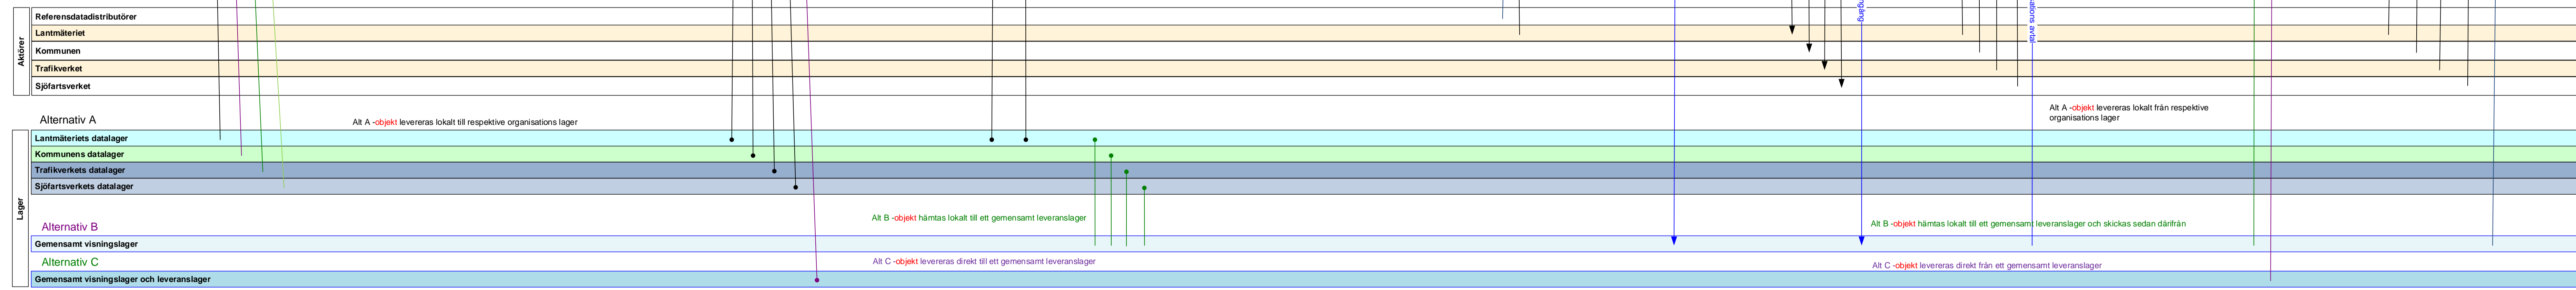 Aktörer
Referensdatadistributörer
Lantmäteriet
Kommunen
Trafikverket
Sjöfartsverket
ations avtal
Alternativ A
Alt A -objekt levereras lokalt till respektive organisations lager
Alt A -objekt levereras lokalt från respektive
organisations lager
Lager
Lantmäteriets datalager
Kommunens datalager
Trafikverkets datalager
Sjöfartsverkets datalager
Alternativ B
Alt B -objekt hämtas lokalt till ett gemensamt leveranslager
Alt B -objekt hämtas lokalt till ett gemensamt leveranslager och skickas sedan därifrån
Gemensamt visningslager
Alternativ C
Alt C -objekt levereras direkt till ett gemensamt leveranslager
Alt C -objekt levereras direkt från ett gemensamt leveranslager
Gemensamt visningslager och leveranslager